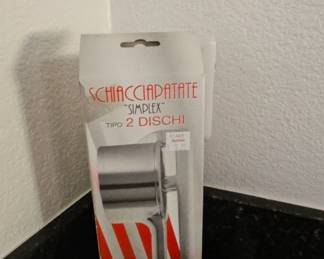 SCHIACCIAPATATE
"SIMPLEX"
TIPO 2 DISCHI